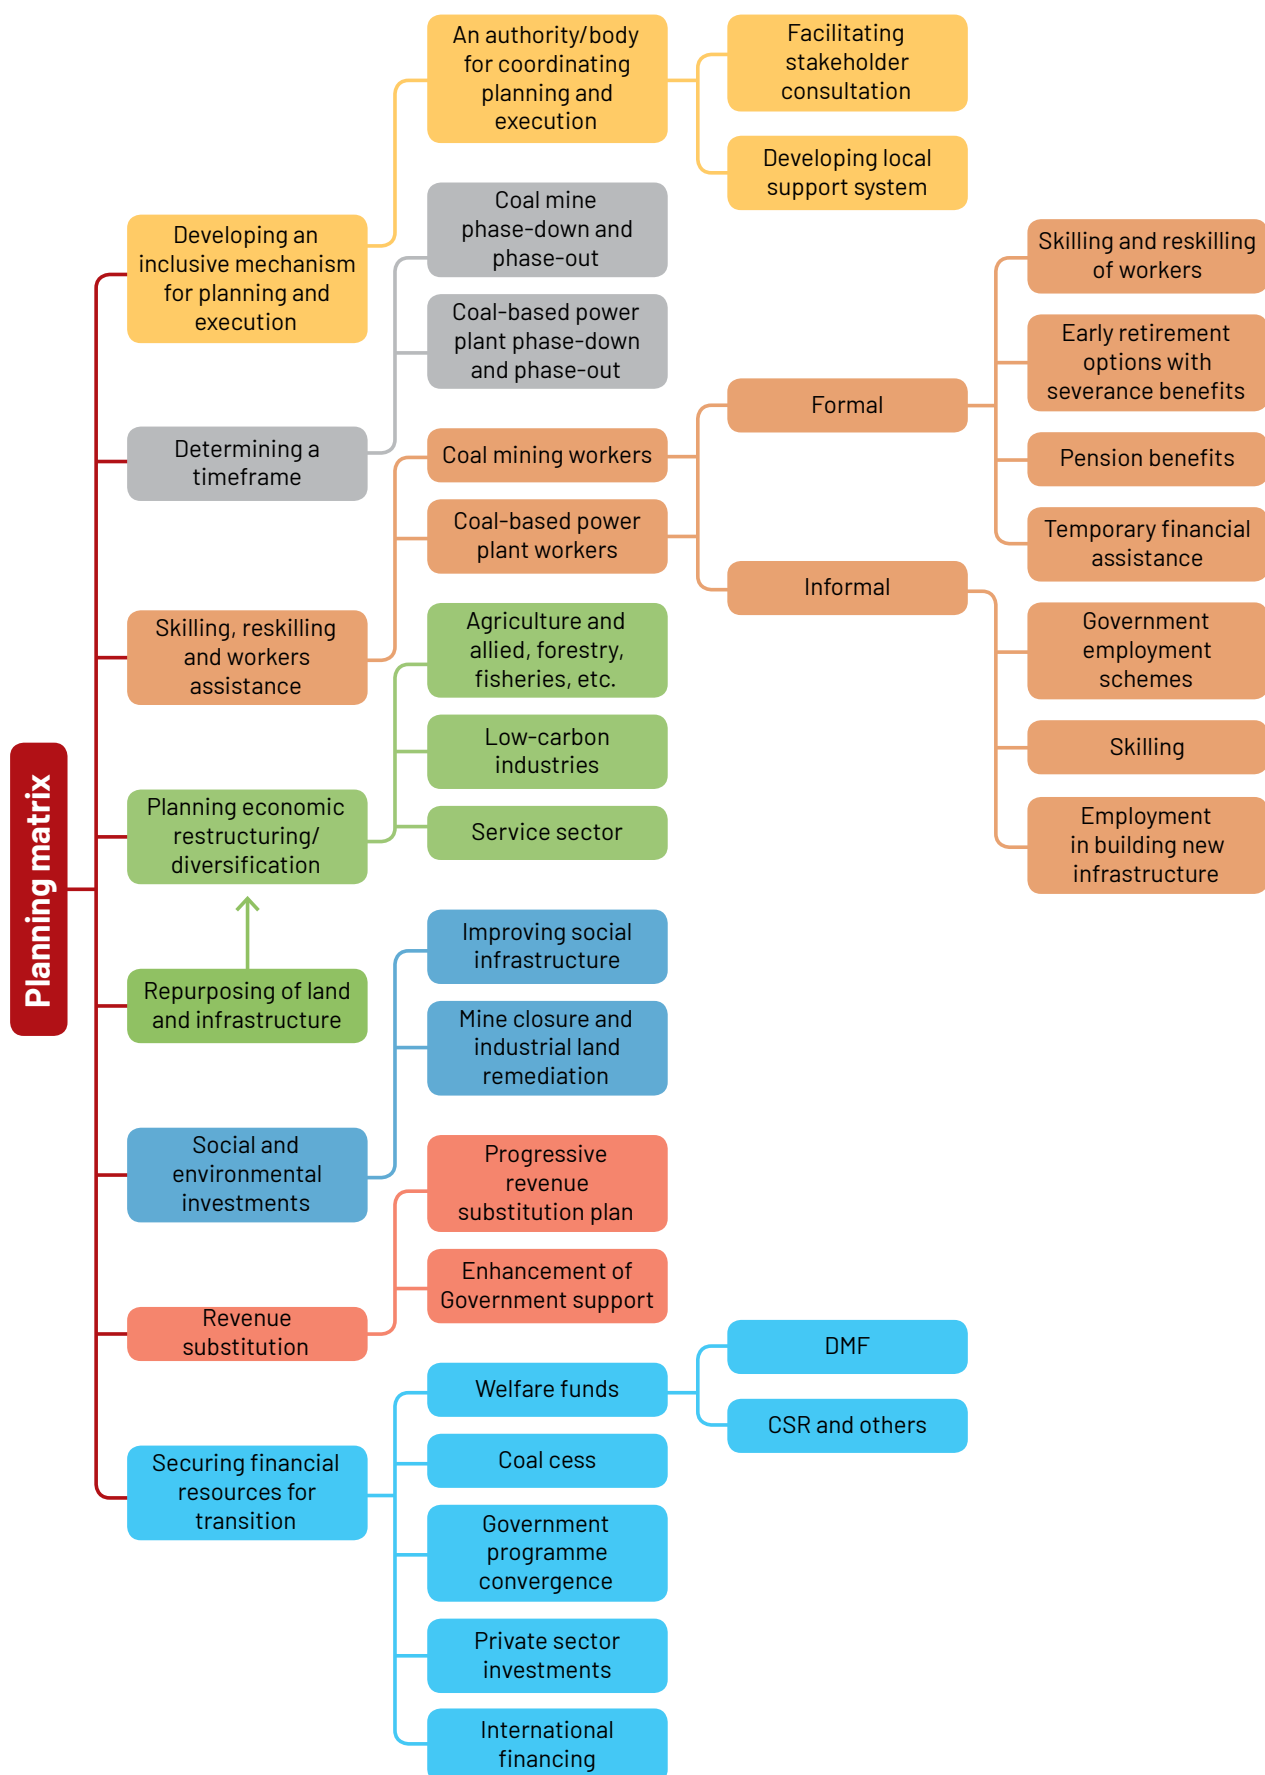 Planning matrix
Developing an
inclusive mechanism
for planning and
execution
An authority/body
for coordinating
planning and
execution
Facilitating
stakeholder
consultation
Developing local
support system
Determining a
timeframe
Coal mine
phase-down and
phase-out
Coal-based power
plant phase-down
and phase-out
Skilling, reskilling
and workers
assistance
Coal mining workers
Coal-based power
plant workers
Formal
Skilling and reskilling
of workers
Early retirement
options with
severance benefits
Pension benefits
Temporary financial
assistance
Informal
Government
employment
schemes
Skilling
Employment
in building new
infrastructure
Planning economic
restructuring/
diversification
Agriculture and
allied, forestry,
fisheries, etc.
Low-carbon
industries
Service sector
Repurposing of land
and infrastructure
Social and
environmental
investments
Improving social
infrastructure
Mine closure and
industrial land
remediation
Revenue
substitution
Progressive
revenue
substitution plan
Enhancement of
Government support
Securing financial
resources for
transition
Welfare funds
DMF
CSR and others
Coal cess
Government
programme
convergence
Private sector
investments
International
financing